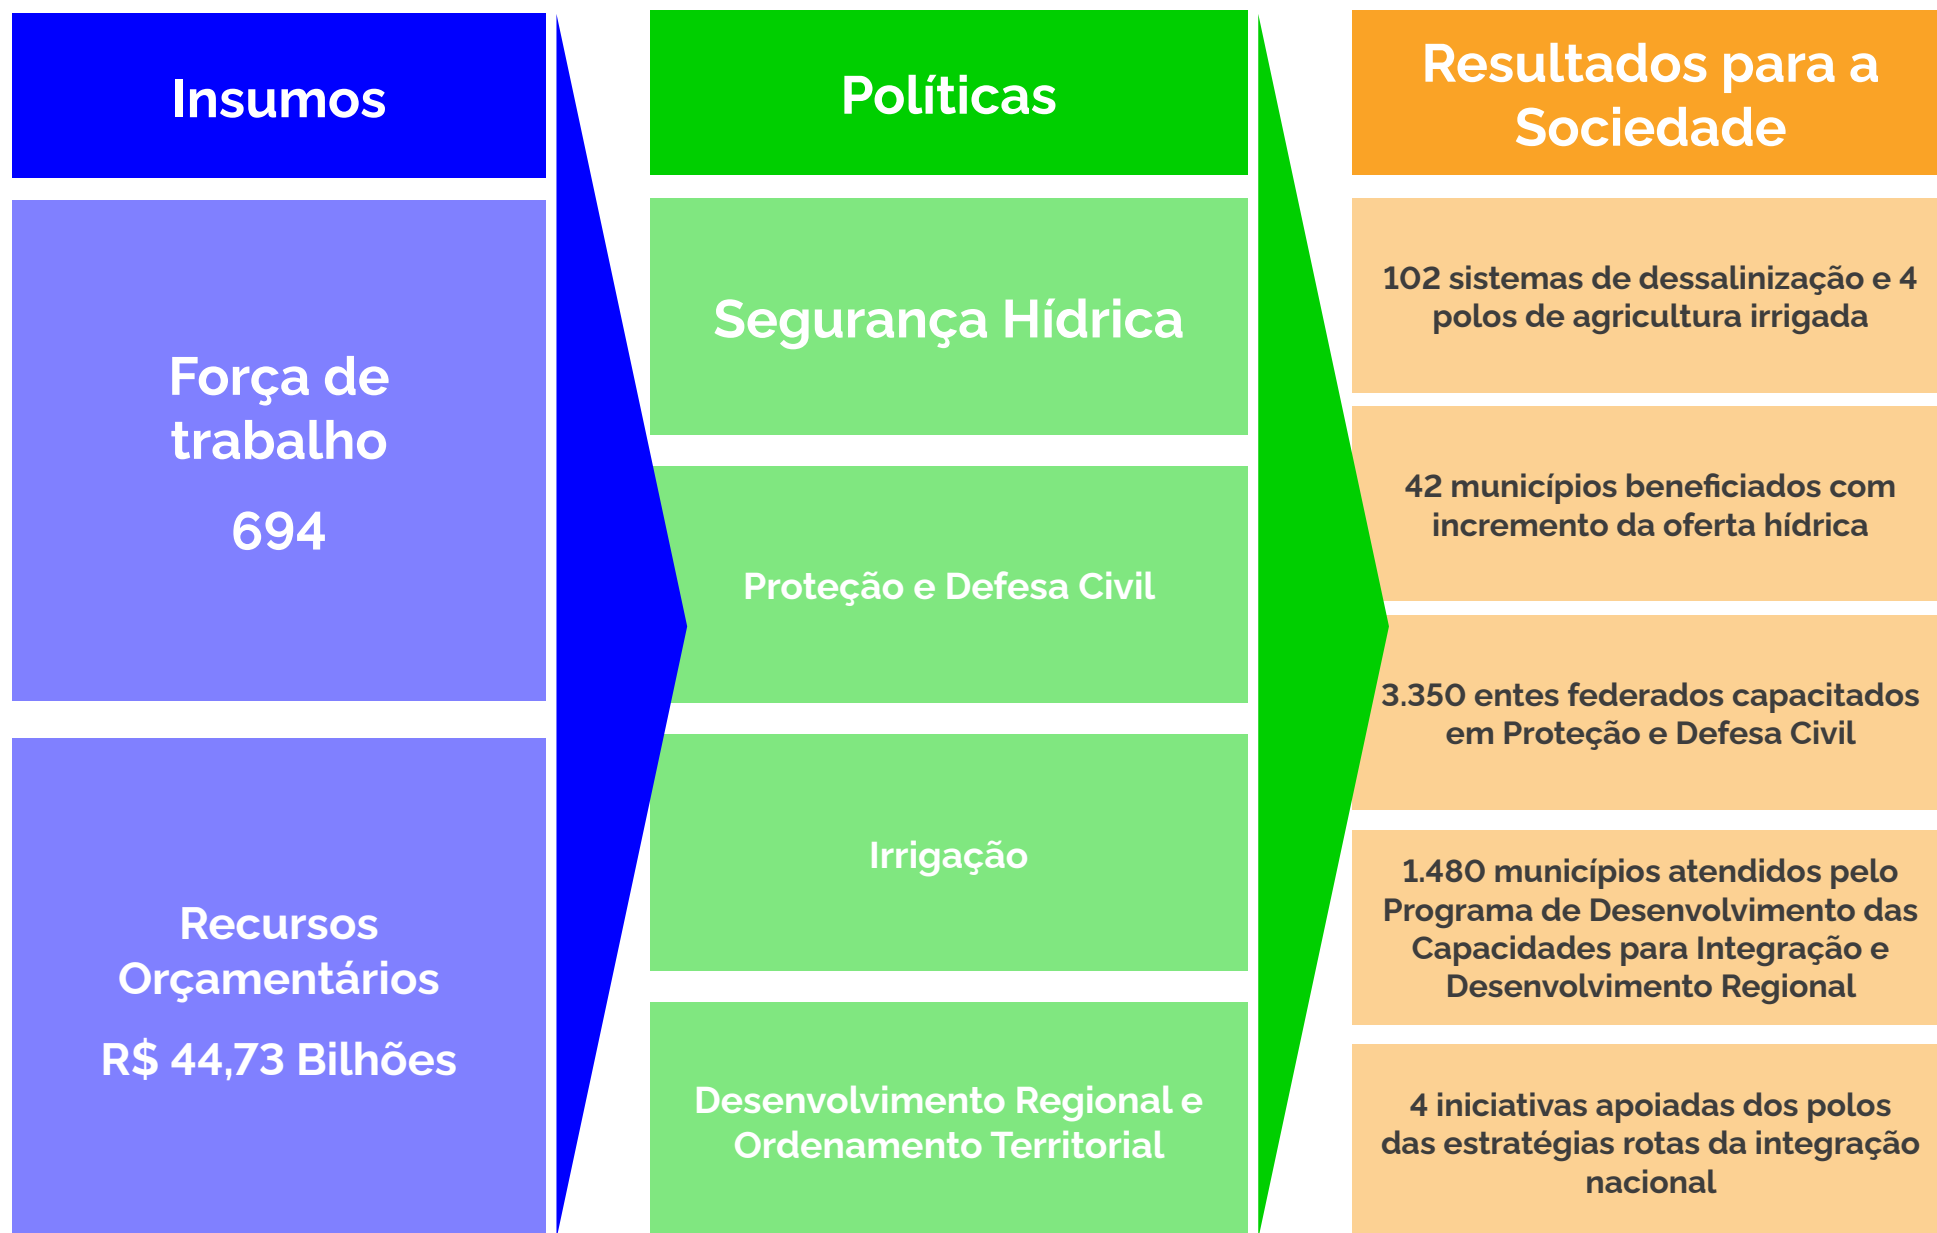 Insumos
Força de
trabalho
694
Recursos
Orçamentários
R$ 44,73 Bilhões
Políticas
Segurança Hídrica
Proteção e Defesa Civil
Irrigação
Desenvolvimento Regional e
Ordenamento Territorial
Resultados para a
Sociedade
102 sistemas de dessalinização e 4
polos de agricultura irrigada
42 municípios beneficiados com
incremento da oferta hídrica
3.350 entes federados capacitados
em Proteção e Defesa Civil
1.480 municípios atendidos pelo
Programa de Desenvolvimento das
Capacidades para Integração e
Desenvolvimento Regional
4 iniciativas apoiadas dos polos
das estratégias rotas da integração
nacional